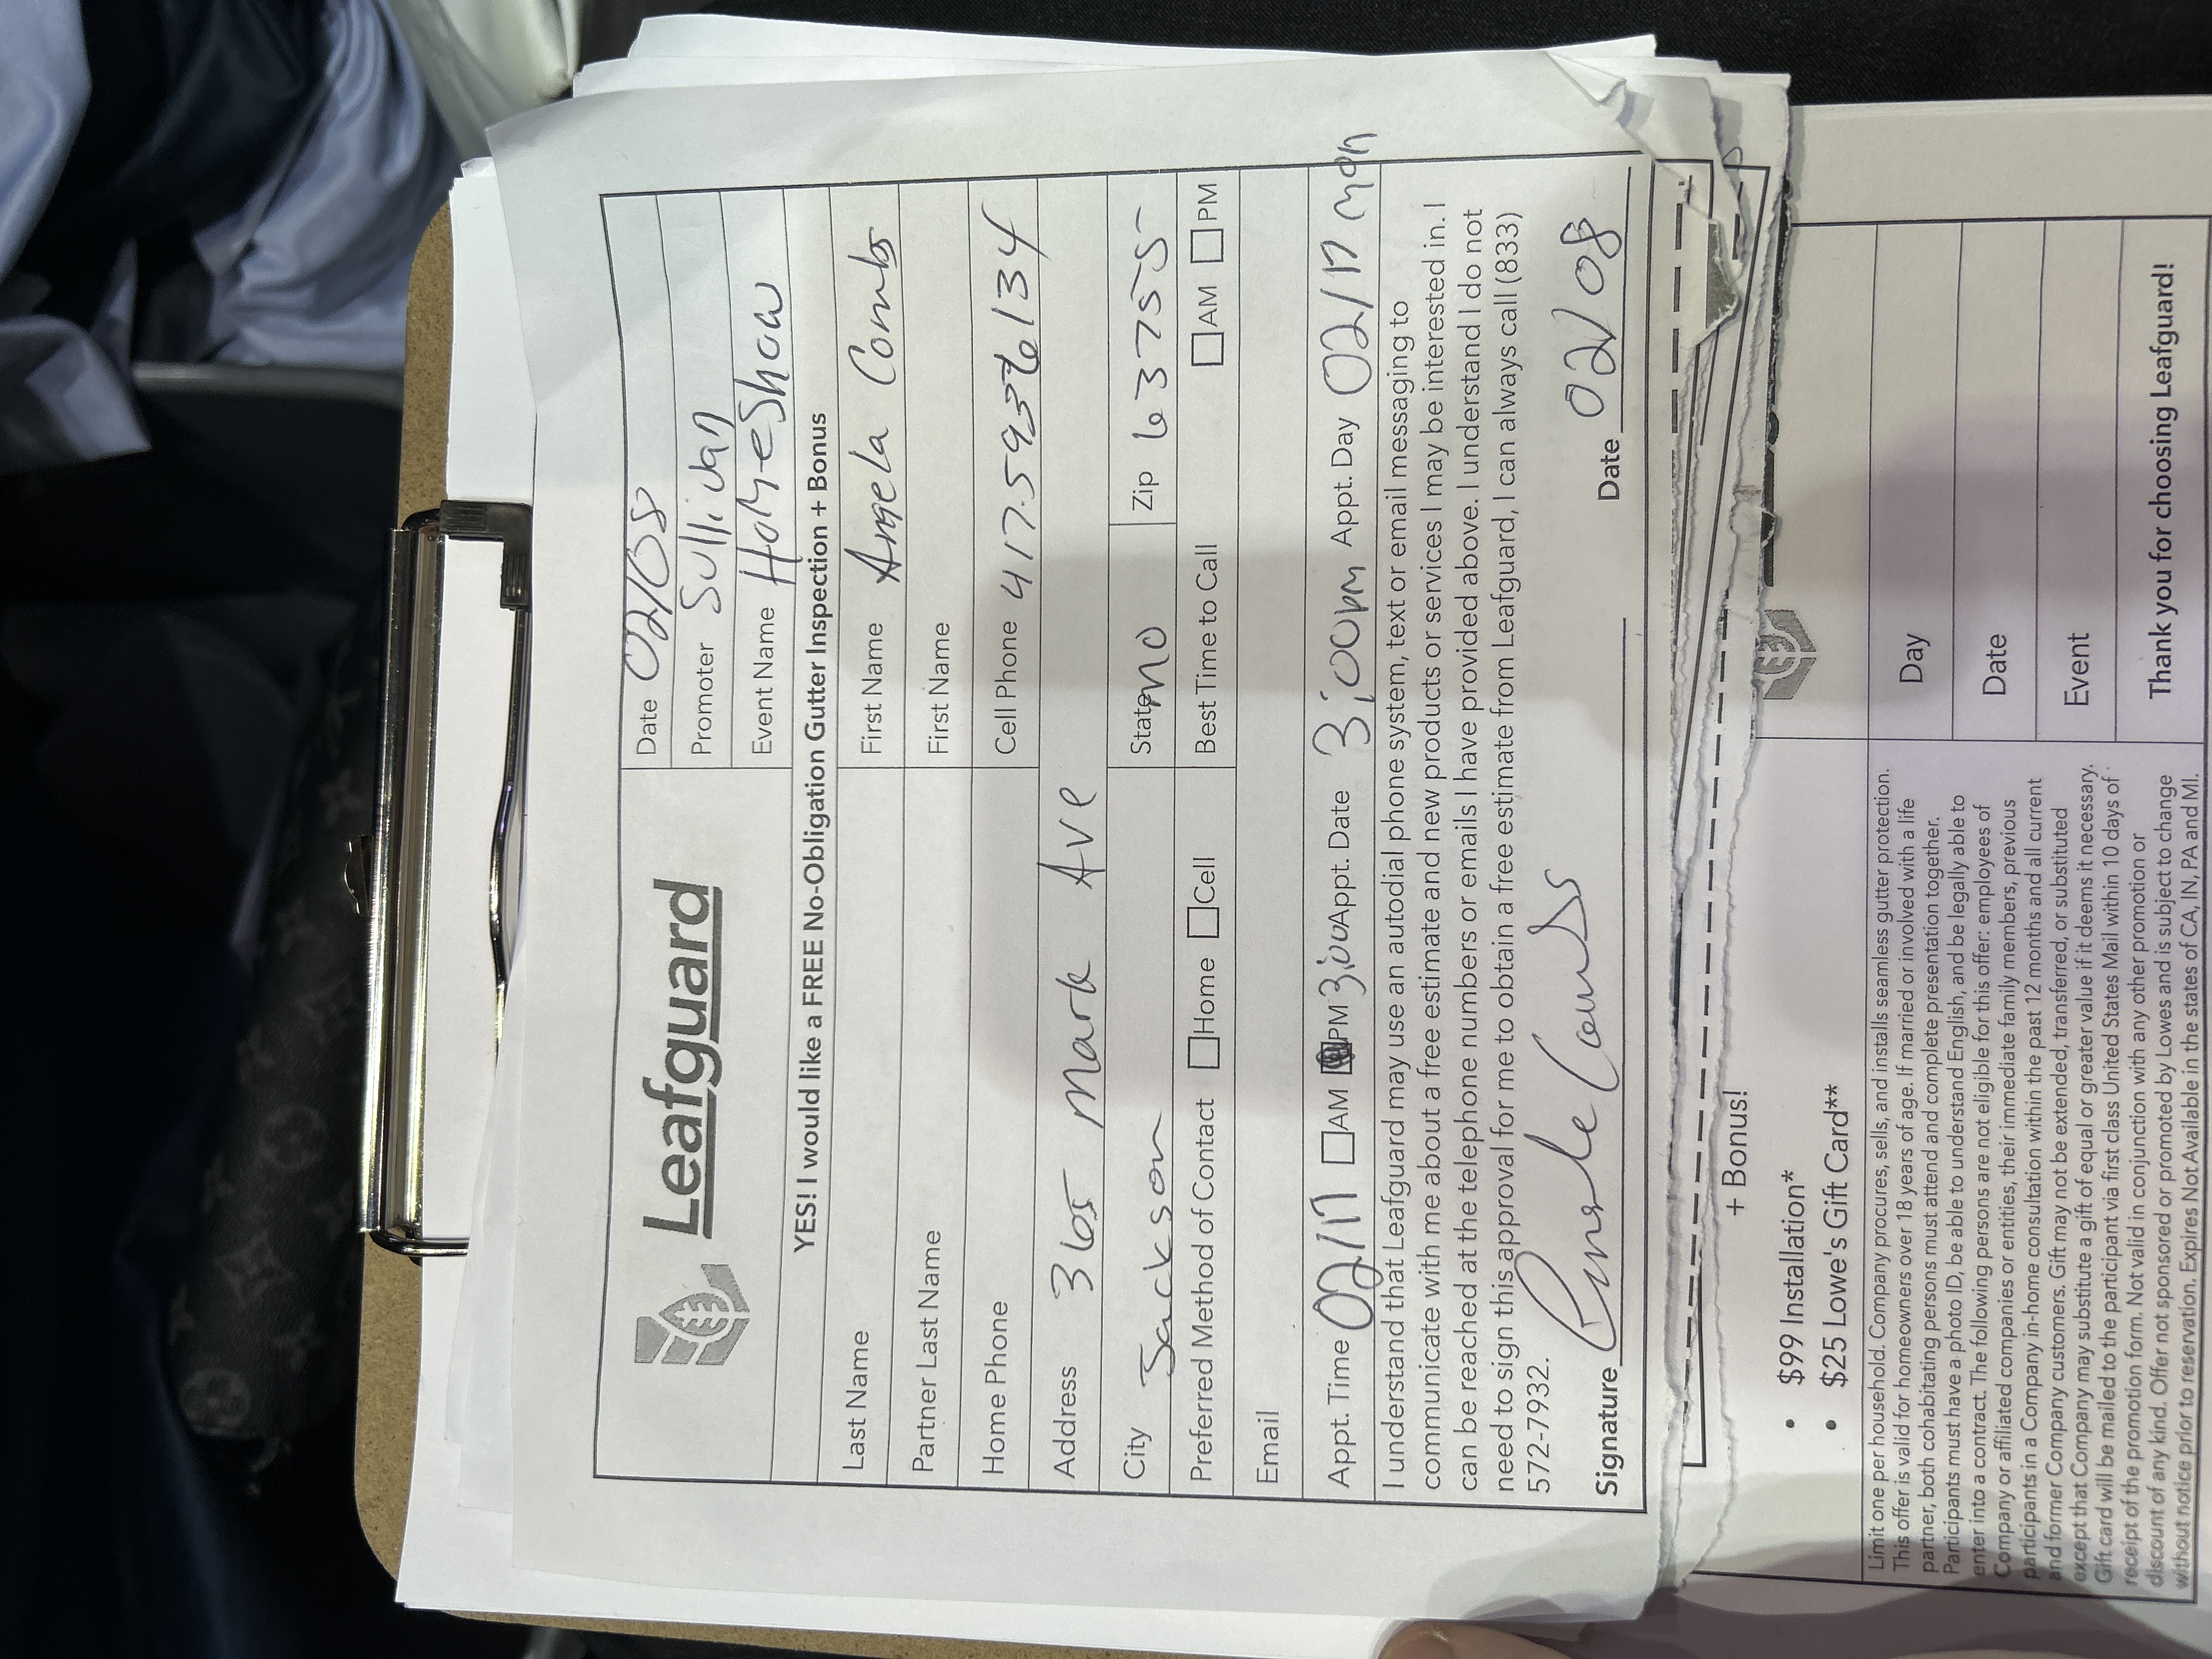 Leafguard
Date 02/08
Promoter Sullivan
Event Name HomeShow
YES! I would like a FREE No-Obligation Gutter Inspection + Bonus
Last Name
First Name Angela Combs
Partner Last Name
First Name
Home Phone
Cell Phone 417.593 6134
Address 365 Mark Ave
City Jackson
State MO
Zip 63755
Preferred Method of Contact Home Cell
Best Time to Call AM PM
Email
Appt. Time 02/17 AM PM 3:00 Appt. Date 3:00pm Appt. Day 02/17 Mon
I understand that Leafguard may use an autodial phone system, text or email messaging to
communicate with me about a free estimate and new products or services I may be interested in. I
can be reached at the telephone numbers or emails I have provided above. I understand I do not
need to sign this approval for me to obtain a free estimate from Leafguard, I can always call (833)
572-7932.
Signature Angela Combs
Date 02/08
+ Bonus!
• $99 Installation*
• $25 Lowe's Gift Card**
Limit one per household. Company procures, sells, and installs seamless gutter protection.
This offer is valid for homeowners over 18 years of age. If married or involved with a life
partner, both cohabitating persons must attend and complete presentation together.
Participants must have a photo ID, be able to understand English, and be legally able to
enter into a contract. The following persons are not eligible for this offer: employees of
Company or affiliated companies or entities, their immediate family members, previous
participants in a Company in-home consultation within the past 12 months and all current
and former Company customers. Gift may not be extended, transferred, or substituted
except that Company may substitute a gift of equal or greater value if it deems it necessary.
Gift card will be mailed to the participant via first class United States Mail within 10 days of
receipt of the promotion form. Not valid in conjunction with any other promotion or
discount of any kind. Offer not sponsored or promoted by Lowes and is subject to change
without notice prior to reservation. Expires Not Available in the states of CA, IN, PA and MI.
Day
Date
Event
Thank you for choosing Leafguard!